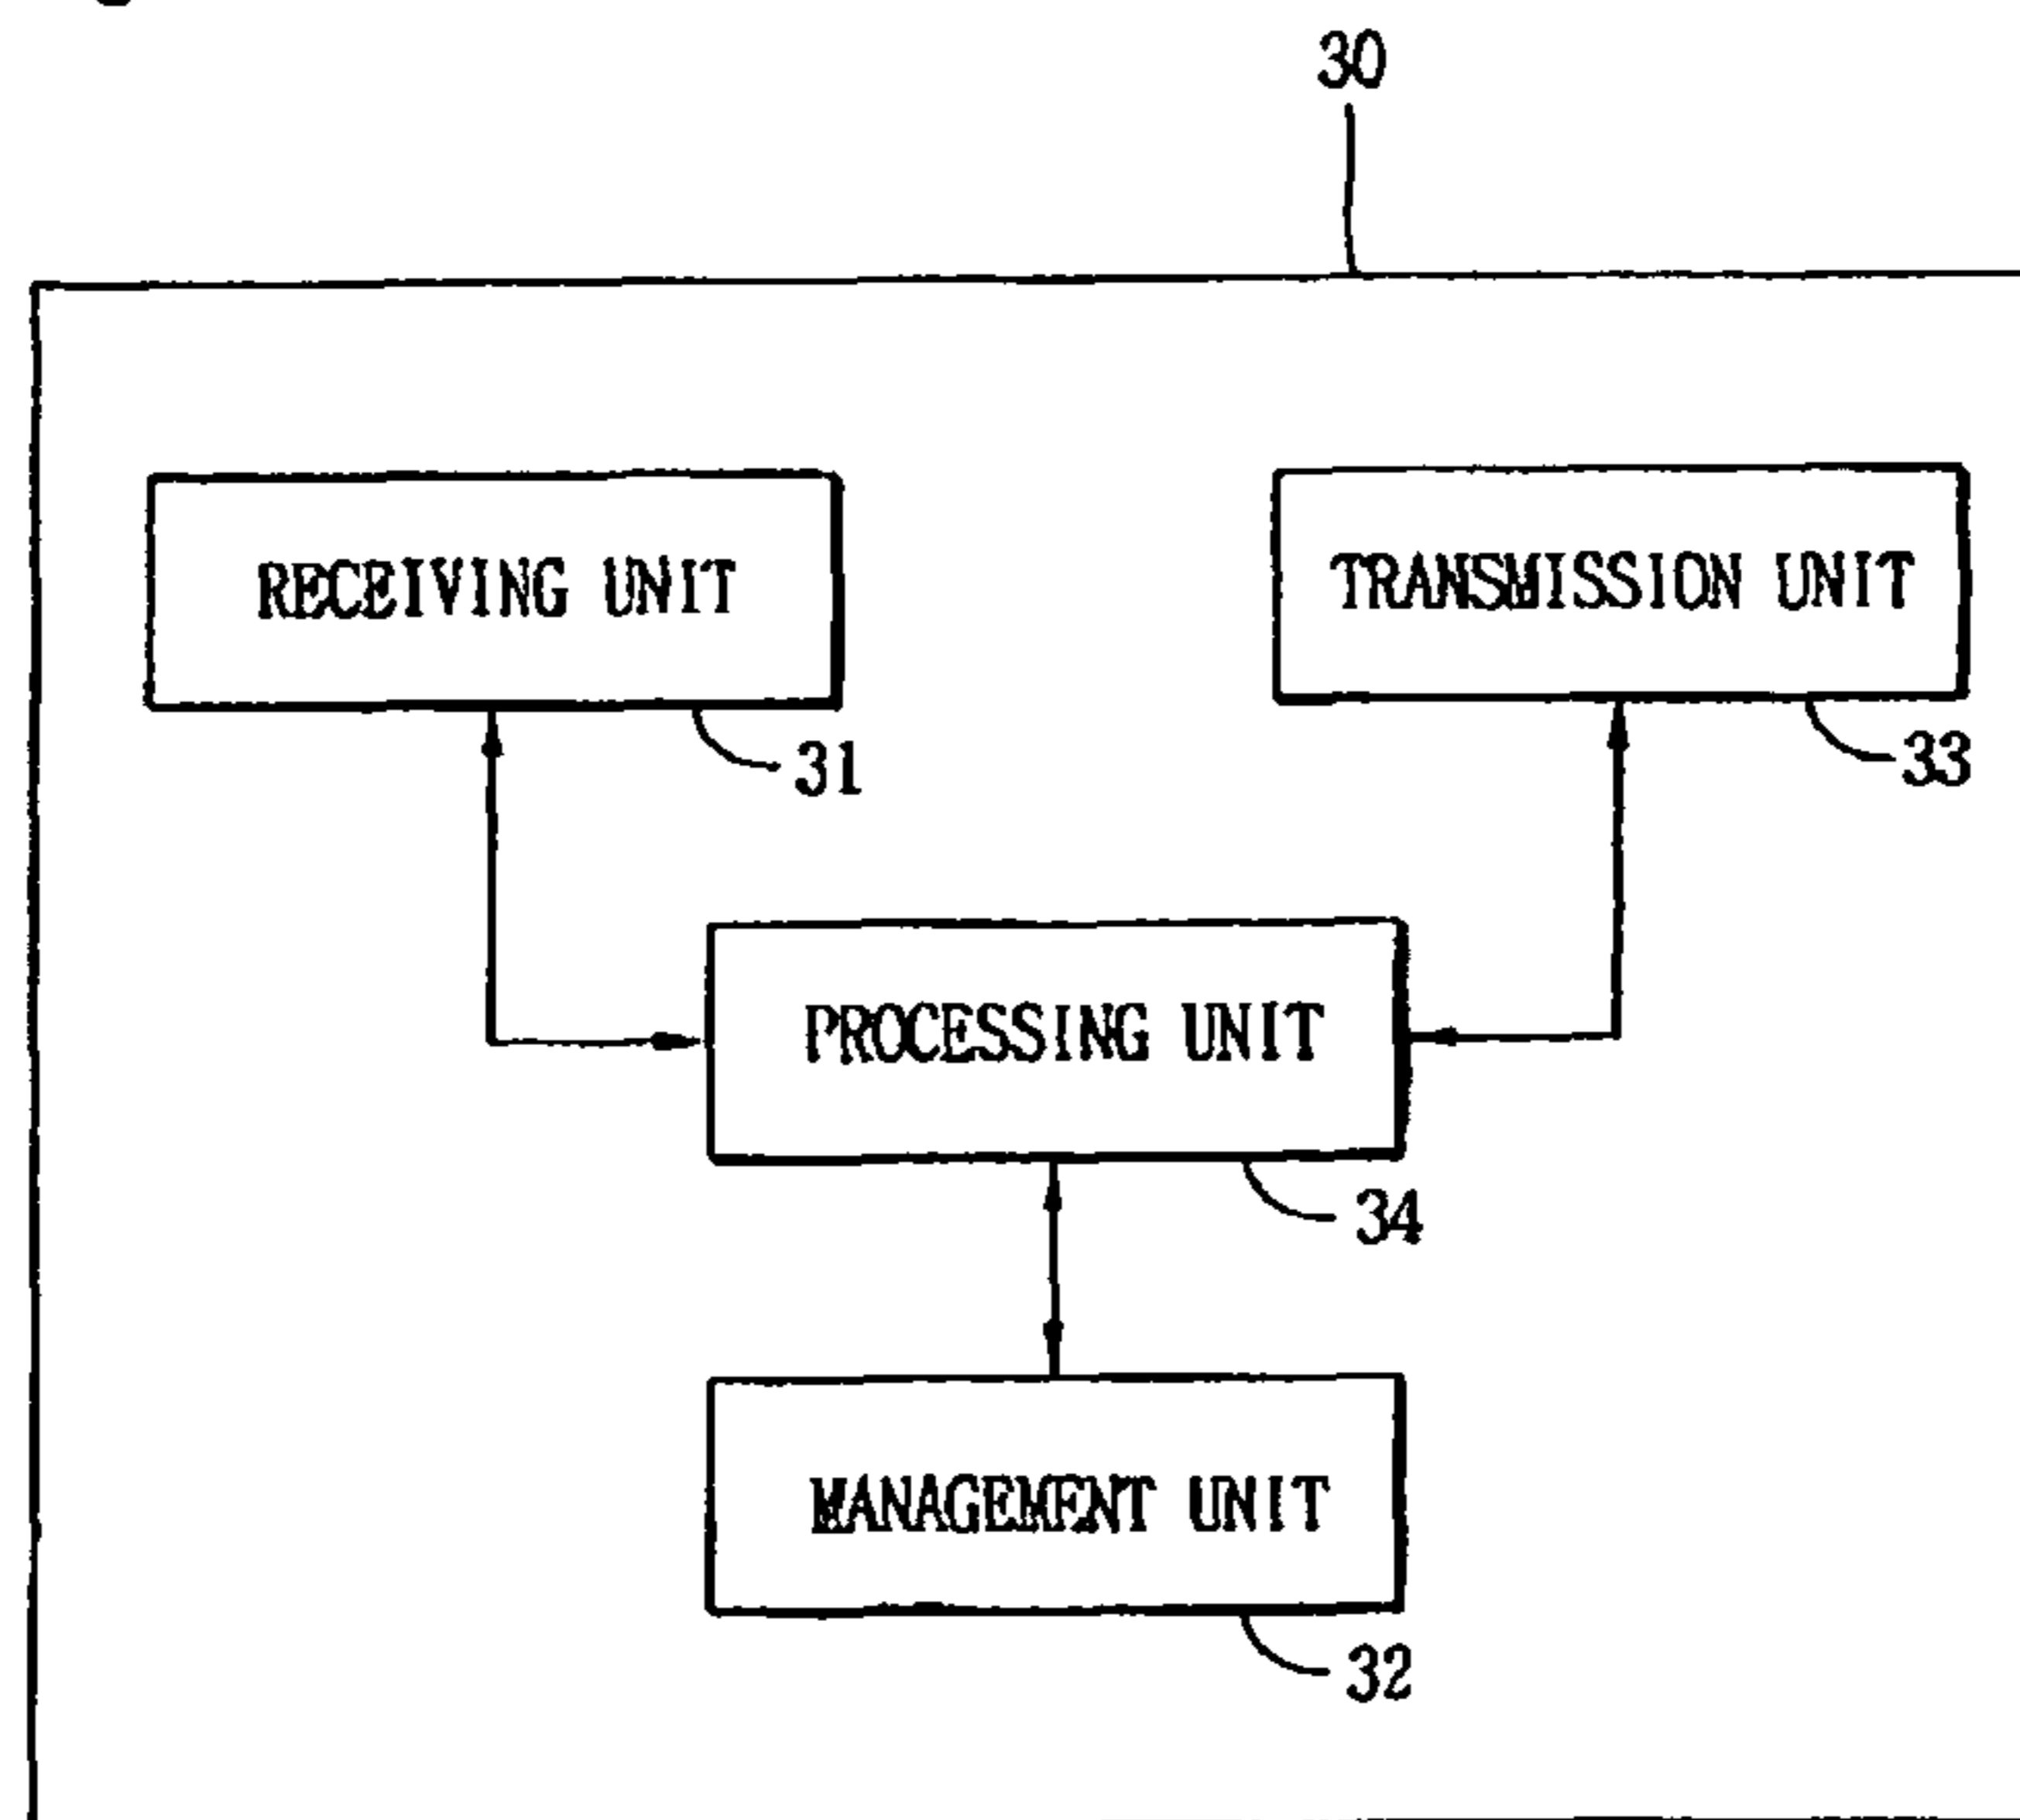 30
RECEIVING UNIT
TRANSMISSION UNIT
31
33
PROCESSING UNIT
34
MANAGEMENT UNIT
32